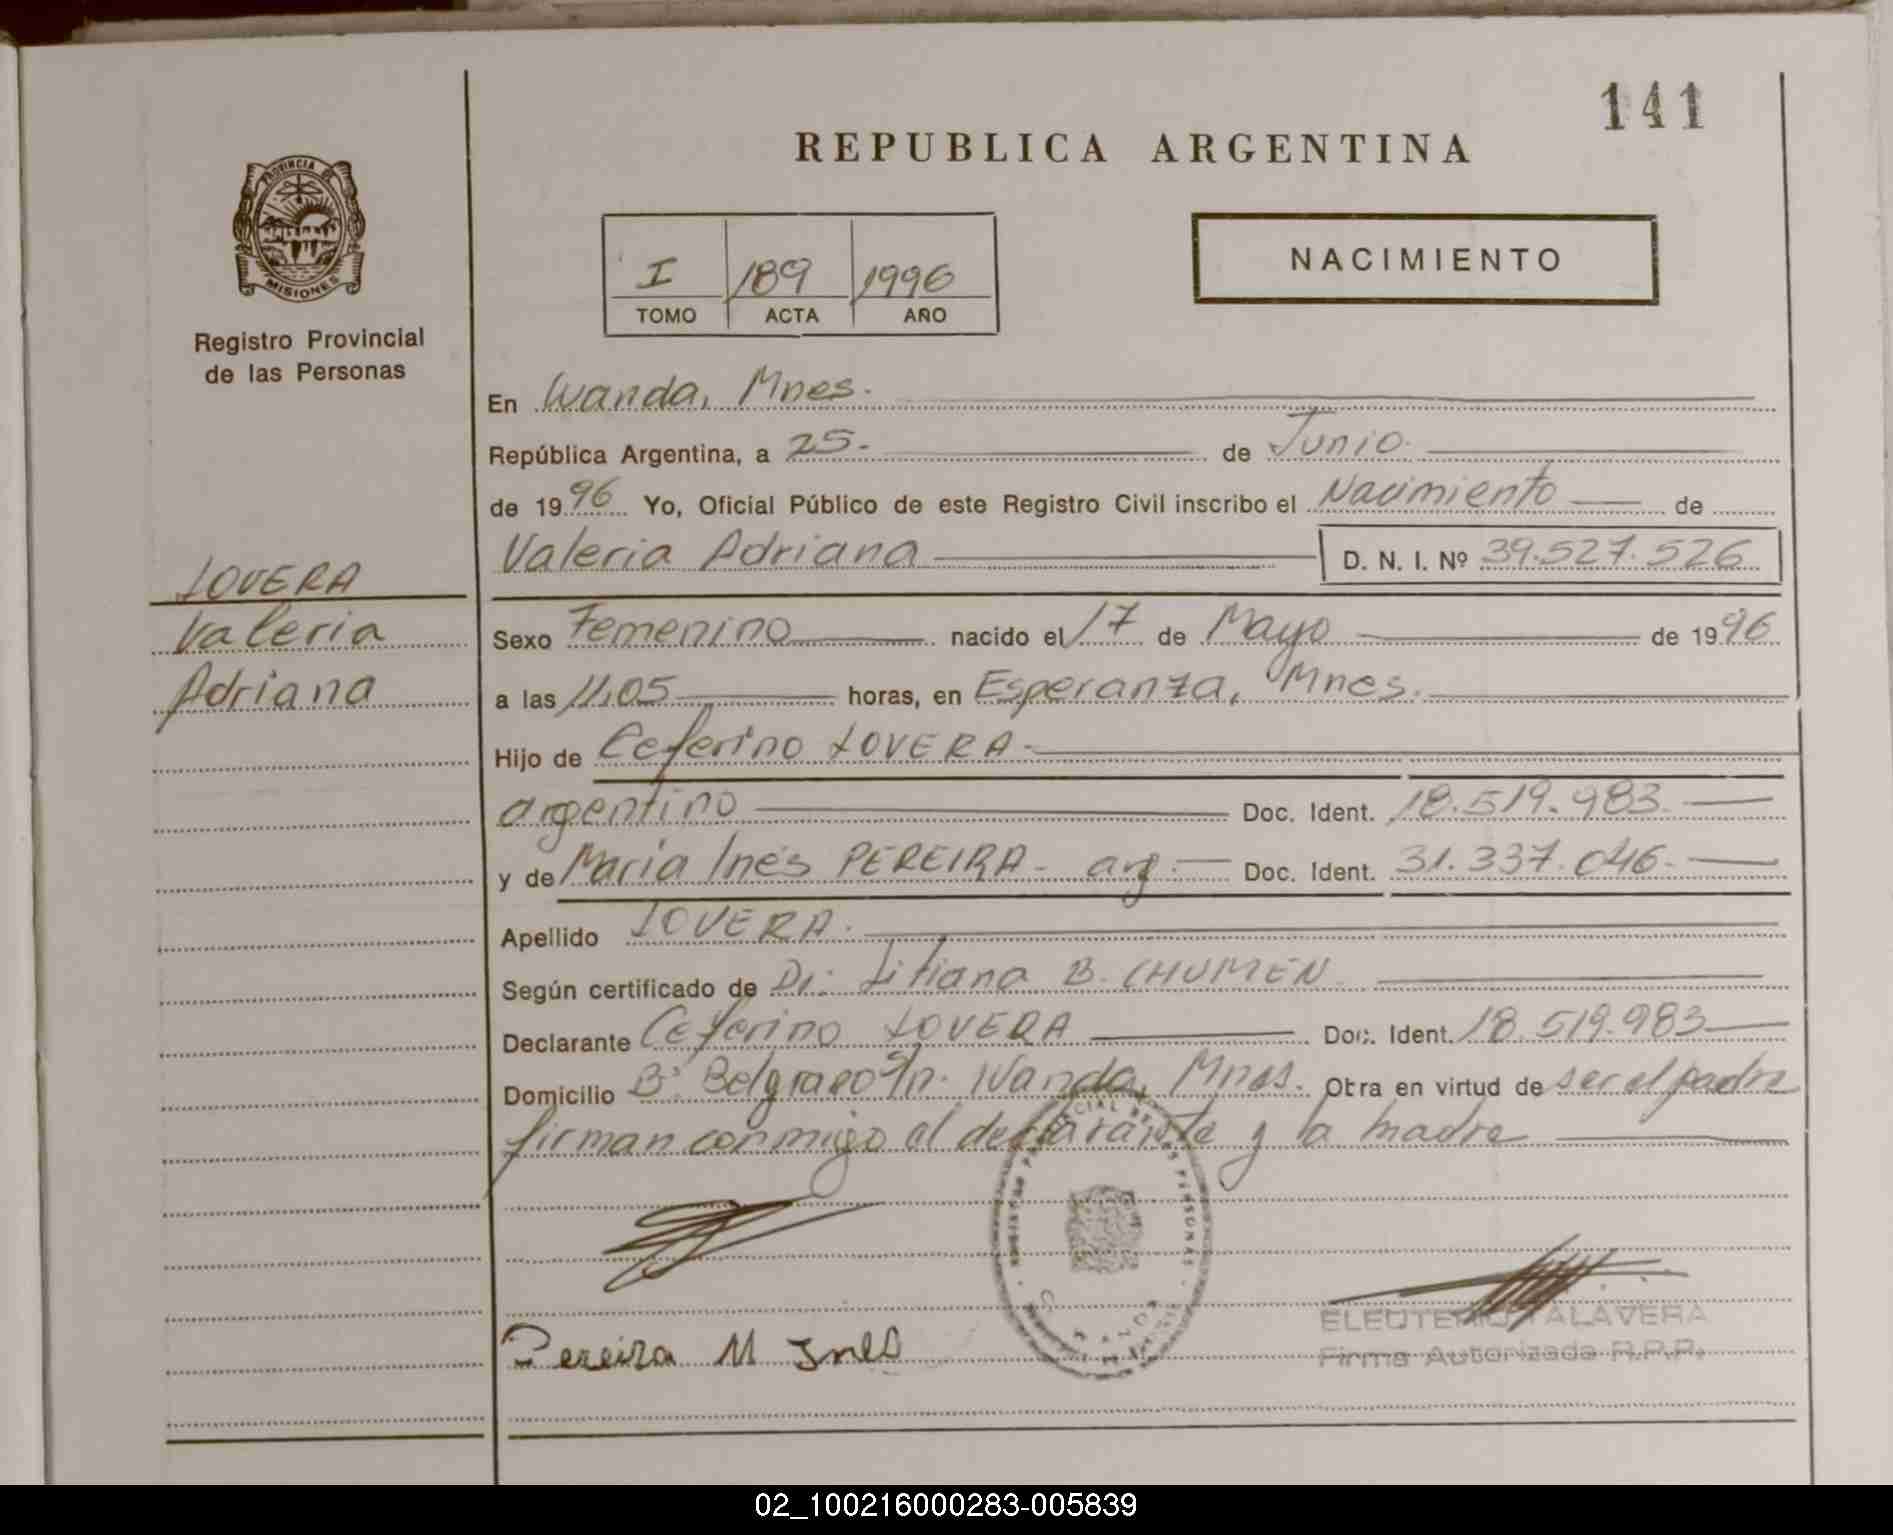 141
REPUBLICA ARGENTINA
PROVINCIA DE
MISIONES
Registro Provincial
de las Personas
I 189 1996
TOMO ACTA AÑO
NACIMIENTO
En Wanda, Mnes.
República Argentina, a 25.- de Junio.
de 1996 Yo, Oficial Público de este Registro Civil inscribo el Nacimiento de
Valeria Adriana D. N. I. Nº 39.527.526
LOVERA
Valeria
Adriana
Sexo Femenino nacido el 17 de Mayo de 1996
a las 11,05 horas, en Esperanza, Mnes.
Hijo de Ceferino LOVERA-
argentino Doc. Ident. 18.519.983.
y de María Inés PEREIRA- arg.- Doc. Ident. 31.337.046-
Apellido LOVERA.
Según certificado de Dr. B. CHUMEN
Declarante Ceferino LOVERA Doc. Ident. 18.519.983
Domicilio Bº Belgrano s/n. Wanda, Mnes. Obra en virtud de ser el padre
firman conmigo el declarante y la madre
Pereira M Ines
ELEUTERIO TALAVERA
Firma Autorizada R.P.P.
02_100216000283-005839